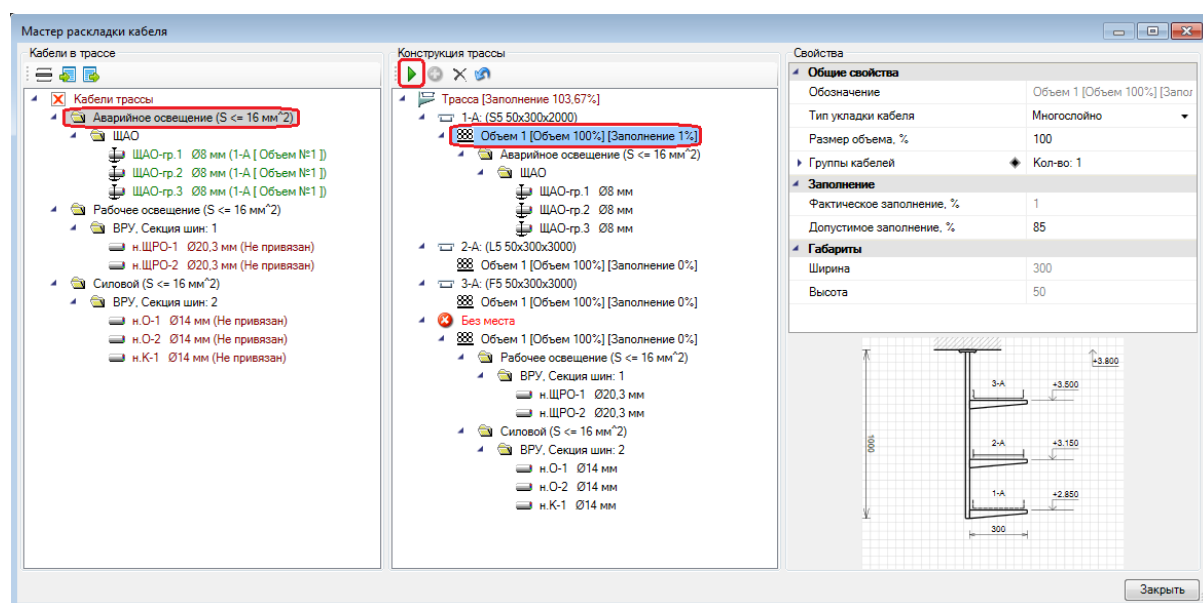 Мастер раскладки кабеля
Кабели в трассе
Кабели трассы
Аварийное освещение (S <= 16 мм^2)
ЩАО
ЩАО-гр.1 Ø8 мм (1-А [ Объем №1 ])
ЩАО-гр.2 Ø8 мм (1-А [ Объем №1 ])
ЩАО-гр.3 Ø8 мм (1-А [ Объем №1 ])
Рабочее освещение (S <= 16 мм^2)
ВРУ, Секция шин: 1
н.ЩРО-1 Ø20,3 мм (Не привязан)
н.ЩРО-2 Ø20,3 мм (Не привязан)
Силовой (S <= 16 мм^2)
ВРУ, Секция шин: 2
н.О-1 Ø14 мм (Не привязан)
н.О-2 Ø14 мм (Не привязан)
н.К-1 Ø14 мм (Не привязан)
Конструкция трассы
Трасса [Заполнение 103,67%]
1-А: (S5 50x300x2000)
Объем 1 [Объем 100%] [Заполнение 1%]
Аварийное освещение (S <= 16 мм^2)
ЩАО
ЩАО-гр.1 Ø8 мм
ЩАО-гр.2 Ø8 мм
ЩАО-гр.3 Ø8 мм
2-А: (L5 50x300x3000)
Объем 1 [Объем 100%] [Заполнение 0%]
3-А: (F5 50x300x3000)
Объем 1 [Объем 100%] [Заполнение 0%]
Без места
Объем 1 [Объем 100%] [Заполнение 0%]
Рабочее освещение (S <= 16 мм^2)
ВРУ, Секция шин: 1
н.ЩРО-1 Ø20,3 мм
н.ЩРО-2 Ø20,3 мм
Силовой (S <= 16 мм^2)
ВРУ, Секция шин: 2
н.О-1 Ø14 мм
н.О-2 Ø14 мм
н.К-1 Ø14 мм
Свойства
Общие свойства
Обозначение Объем 1 [Объем 100%] [Запол
Тип укладки кабеля Многослойно
Размер объема, % 100
Группы кабелей Кол-во: 1
Заполнение
Фактическое заполнение, % 1
Допустимое заполнение, % 85
Габариты
Ширина 300
Высота 50
+3.800
3-А +3.500
2-А +3.150
1-А +2.850
1000
300
Закрыть